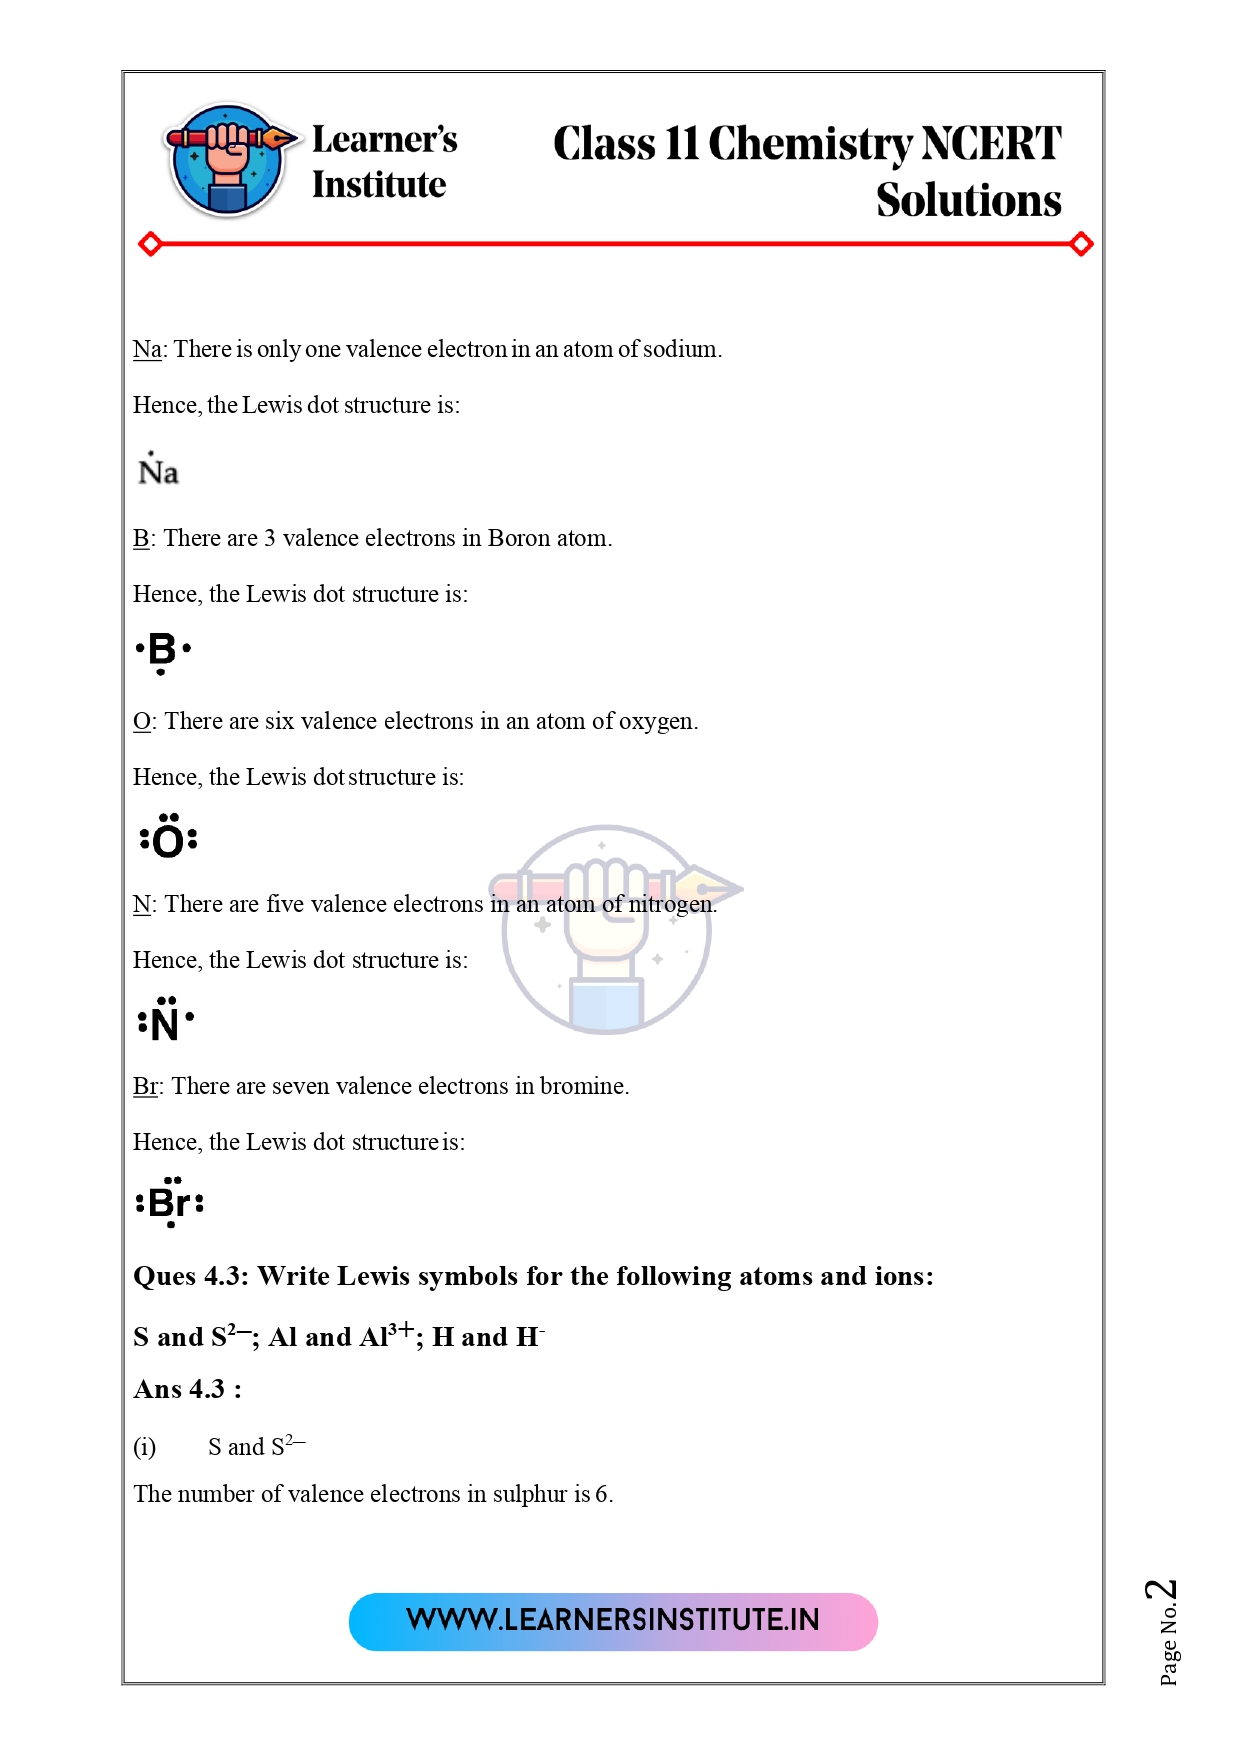 Learner's
Institute
Class 11 Chemistry NCERT
Solutions
Na: There is only one valence electron in an atom of sodium.
Hence, the Lewis dot structure is:
Na
B: There are 3 valence electrons in Boron atom.
Hence, the Lewis dot structure is:
B
O: There are six valence electrons in an atom of oxygen.
Hence, the Lewis dot structure is:
O
N: There are five valence electrons in an atom of nitrogen.
Hence, the Lewis dot structure is:
N
Br: There are seven valence electrons in bromine.
Hence, the Lewis dot structure is:
Br
Ques 4.3: Write Lewis symbols for the following atoms and ions:
S and S²⁻; Al and Al³⁺; H and H⁻
Ans 4.3 :
(i) S and S²⁻
The number of valence electrons in sulphur is 6.
WWW.LEARNERSINSTITUTE.IN
Page No.2